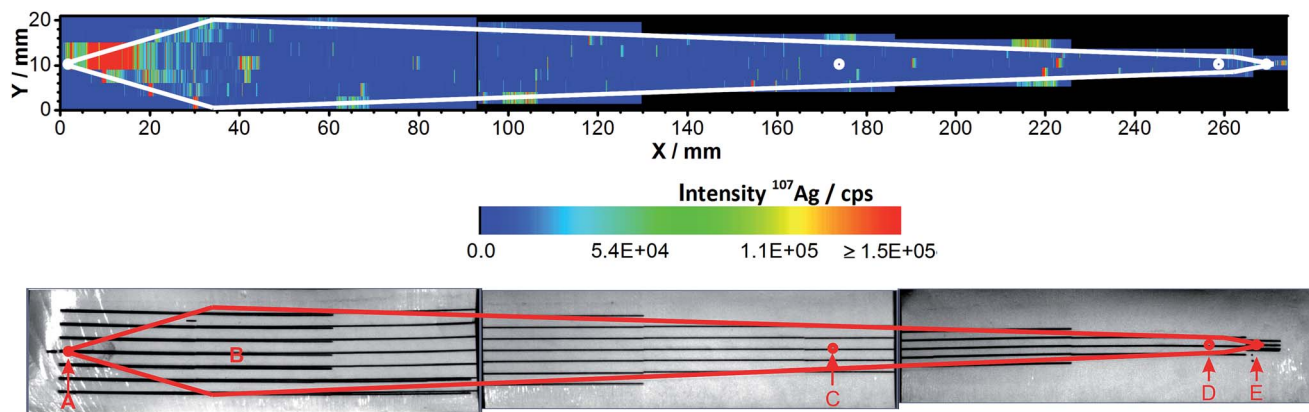 Y / mm
20
10
0
0 20 40 60 80 100 120 140 160 180 200 220 240 260
X / mm
Intensity ¹⁰⁷Ag / cps
0.0 5.4E+04 1.1E+05 ≥ 1.5E+05
A B C D E